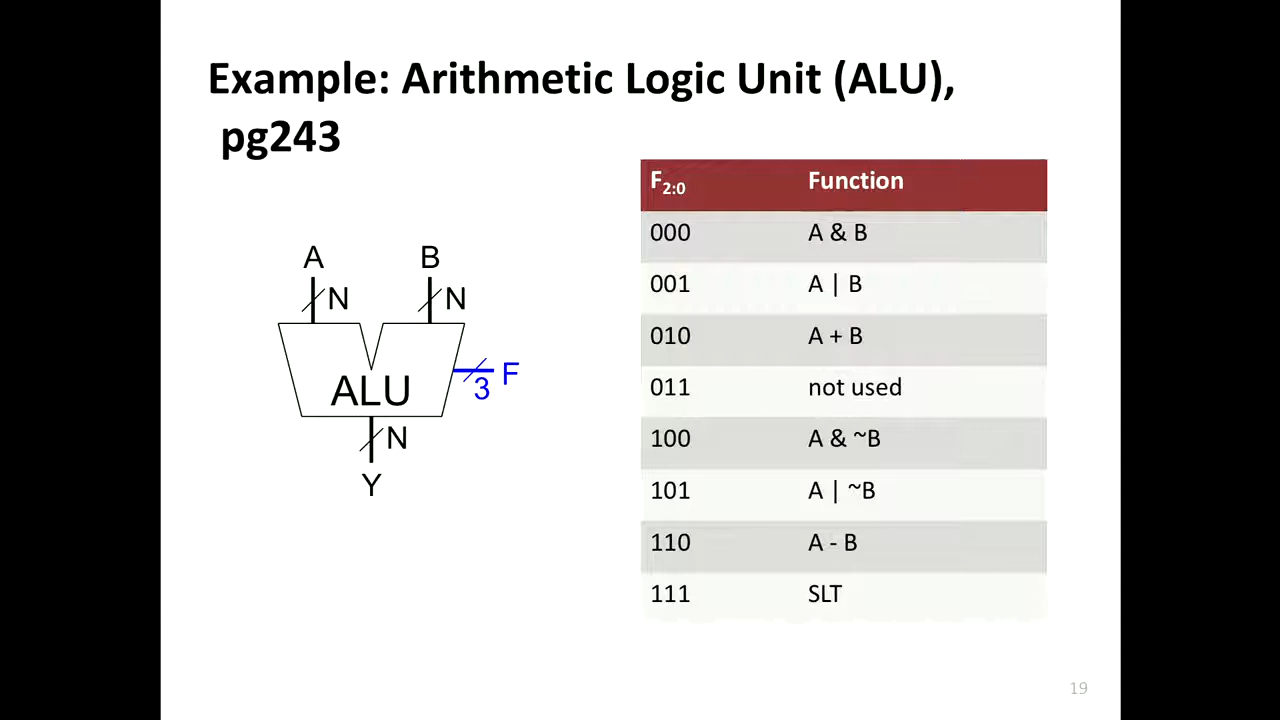 Example: Arithmetic Logic Unit (ALU),
pg243
A B
N N
ALU
3 F
N
Y
F2:0 Function
000 A & B
001 A | B
010 A + B
011 not used
100 A & ~B
101 A | ~B
110 A - B
111 SLT
19